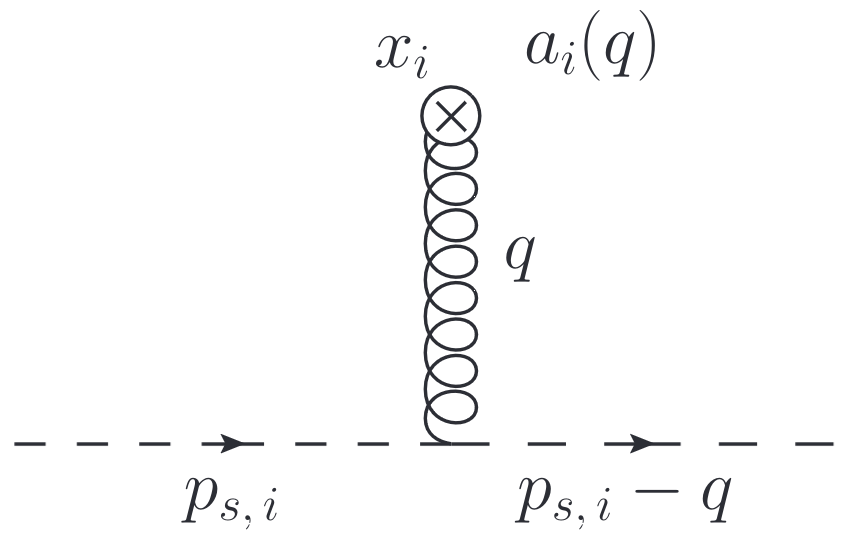 x_i a_i(q)
q
p_{s,i} p_{s,i} − q